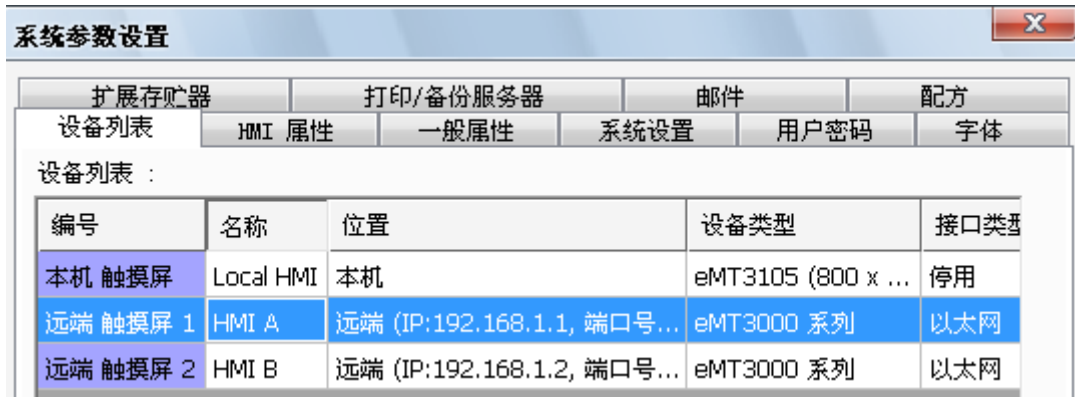 系统参数设置
扩展存贮器 打印/备份服务器 邮件 配方
设备列表 HMI 属性 一般属性 系统设置 用户密码 字体
设备列表 :
编号 名称 位置 设备类型 接口类型
本机 触摸屏 Local HMI 本机 eMT3105 (800 x ... 停用
远端 触摸屏 1 HMI A 远端 (IP:192.168.1.1, 端口号... eMT3000 系列 以太网
远端 触摸屏 2 HMI B 远端 (IP:192.168.1.2, 端口号... eMT3000 系列 以太网